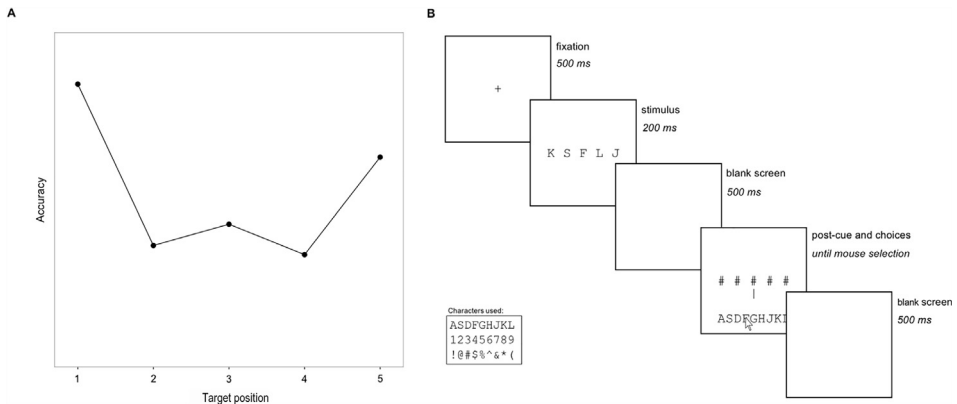 A
Accuracy
1 2 3 4 5
Target position
B
+
fixation
500 ms
K S F L J
stimulus
200 ms
blank screen
500 ms
# # # # #
|
ASDFGHJKL
post-cue and choices
until mouse selection
blank screen
500 ms
Characters used:
ASDFGHJKL
123456789
!@#$%^&*(